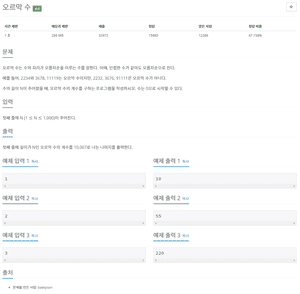 오르막 수
시간 제한 메모리 제한 제출 정답 맞힌 사람 정답 비율
1 초
문제
오르막 수는 수의 자리가 오름차순을 이루는 수를 말한다. 이때, 인접한 수가 같아도 오름차순으로 친다.
예를 들어, 2234와 3678, 11119는 오르막 수이지만, 2232, 3676, 91111은 오르막 수가 아니다.
수의 길이 N이 주어졌을 때, 오르막 수의 개수를 구하는 프로그램을 작성하시오. 수는 0으로 시작할 수 있다.
입력
첫째 줄에 N (1 ≤ N ≤ 1,000)이 주어진다.
출력
첫째 줄에 길이가 N인 오르막 수의 개수를 10,007로 나눈 나머지를 출력한다.
예제 입력 1 복사
예제 출력 1 복사
1
10
예제 입력 2 복사
예제 출력 2 복사
2
55
예제 입력 3 복사
예제 출력 3 복사
3
220
출처
문제를 만든 사람: baekjoon